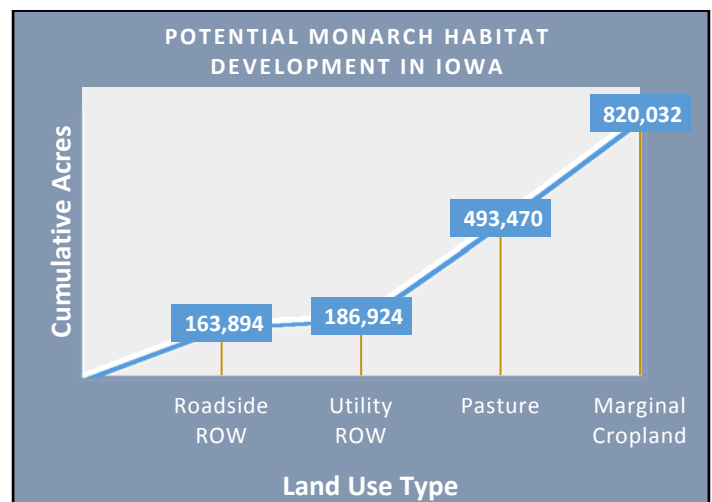 POTENTIAL MONARCH HABITAT
DEVELOPMENT IN IOWA
Cumulative Acres
820,032
493,470
163,894
186,924
Roadside ROW
Utility ROW
Pasture
Marginal Cropland
Land Use Type